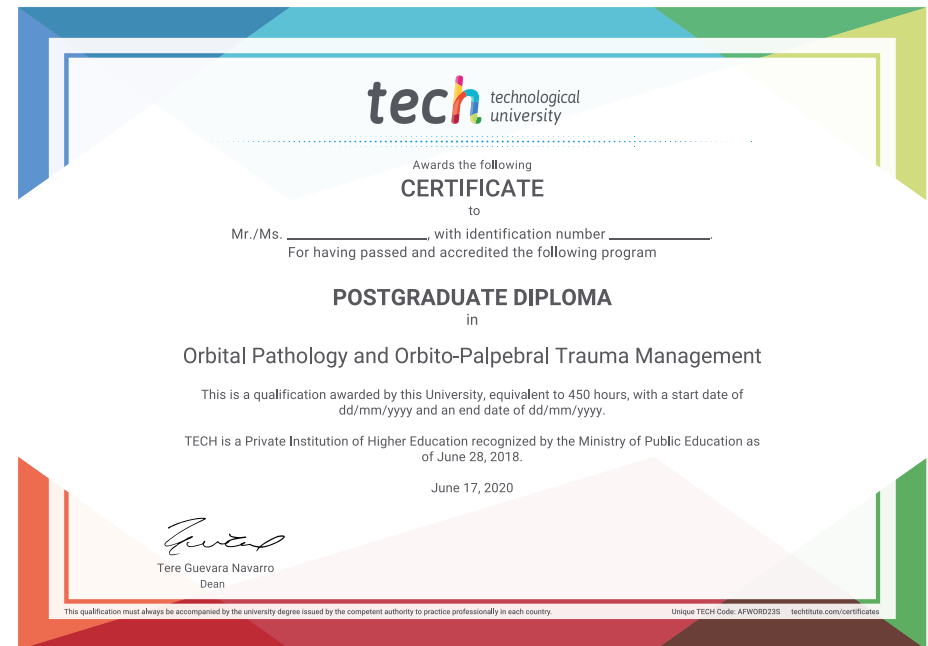 tech technological
university
Awards the following
CERTIFICATE
to
Mr./Ms. ____________________, with identification number ______________.
For having passed and accredited the following program
POSTGRADUATE DIPLOMA
in
Orbital Pathology and Orbito-Palpebral Trauma Management
This is a qualification awarded by this University, equivalent to 450 hours, with a start date of
dd/mm/yyyy and an end date of dd/mm/yyyy.
TECH is a Private Institution of Higher Education recognized by the Ministry of Public Education as
of June 28, 2018.
June 17, 2020
Tere Guevara Navarro
Dean
This qualification must always be accompanied by the university degree issued by the competent authority to practice professionally in each country. Unique TECH Code: AFWORD23S techtitute.com/certificates